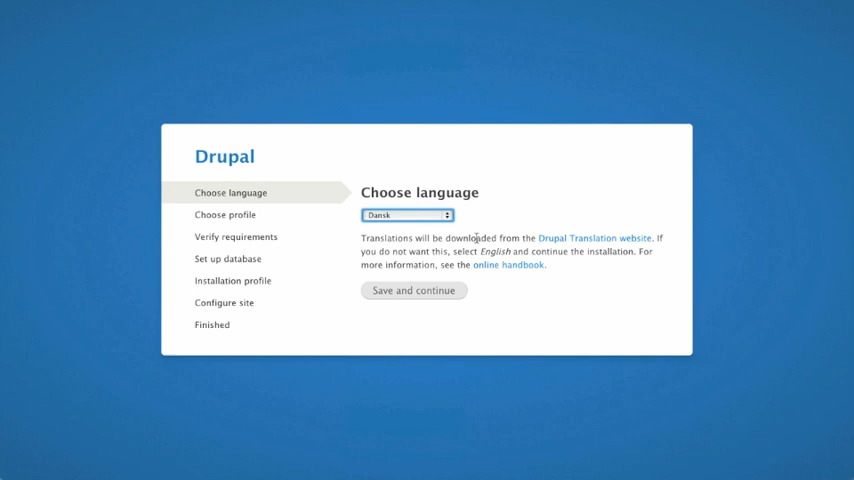 Drupal
Choose language
Choose profile
Verify requirements
Set up database
Installation profile
Configure site
Finished
Choose language
Dansk
Translations will be downloaded from the Drupal Translation website. If
you do not want this, select English and continue the installation. For
more information, see the online handbook.
Save and continue